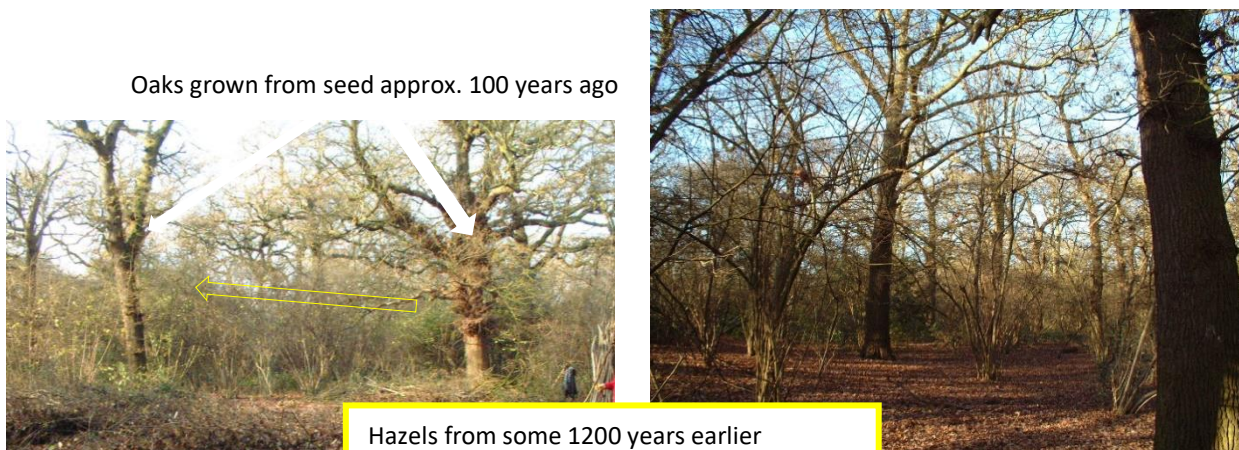 Oaks grown from seed approx. 100 years ago
Hazels from some 1200 years earlier